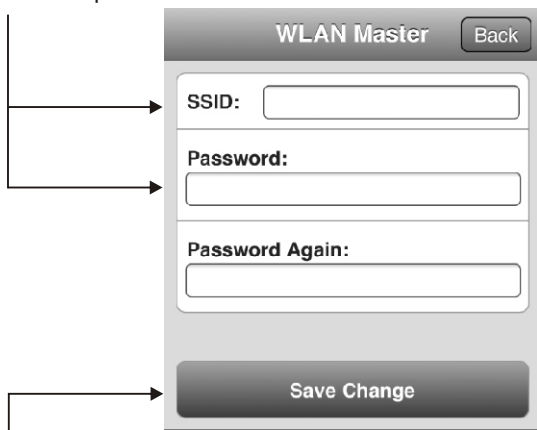 WLAN Master Back
SSID:
Password:
Password Again:
Save Change